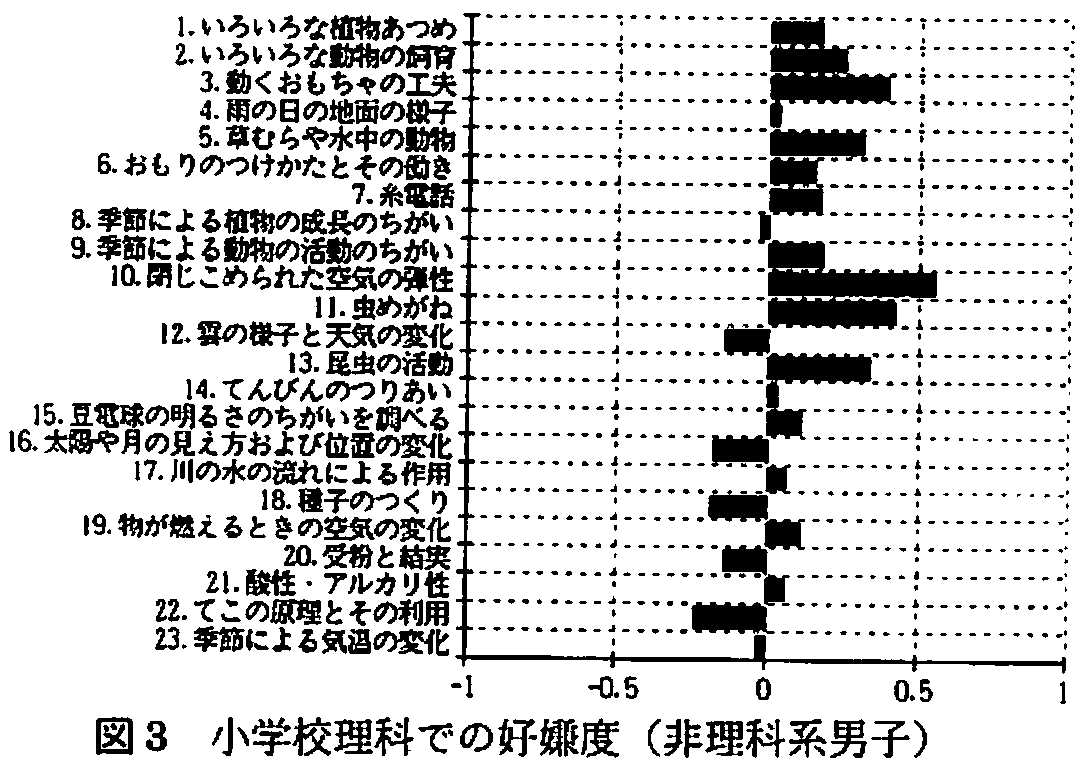 1. いろいろな植物あつめ
2. いろいろな動物の飼育
3. 動くおもちゃの工夫
4. 雨の日の地面の様子
5. 草むらや水中の動物
6. おもりのつけかたとその働き
7. 糸電話
8. 季節による植物の成長のちがい
9. 季節による動物の活動のちがい
10. 閉じこめられた空気の弾性
11. 虫めがね
12. 雲の様子と天気の変化
13. 昆虫の活動
14. てんびんのつりあい
15. 豆電球の明るさのちがいを調べる
16. 太陽や月の見え方および位置の変化
17. 川の水の流れによる作用
18. 種子のつくり
19. 物が燃えるときの空気の変化
20. 受粉と結実
21. 酸性・アルカリ性
22. てこの原理とその利用
23. 季節による気温の変化
-1 -0.5 0 0.5 1
図3 小学校理科での好嫌度（非理科系男子）